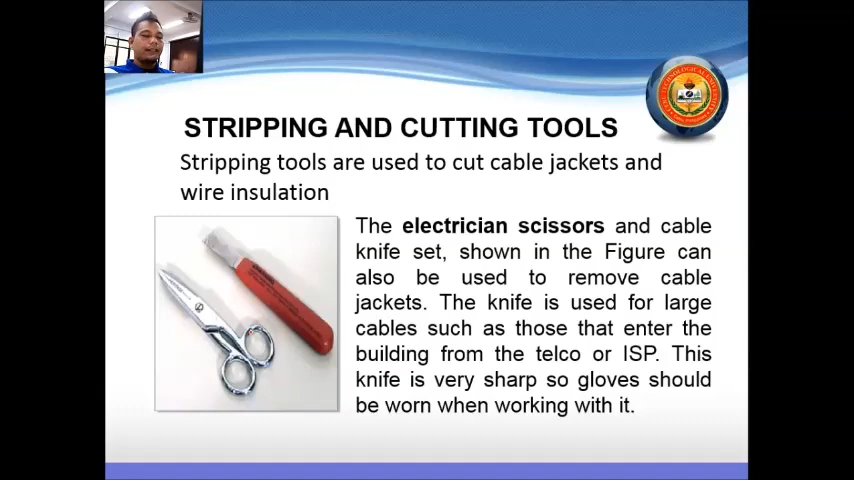 STRIPPING AND CUTTING TOOLS
Stripping tools are used to cut cable jackets and
wire insulation
The electrician scissors and cable
knife set, shown in the Figure can
also be used to remove cable
jackets. The knife is used for large
cables such as those that enter the
building from the telco or ISP. This
knife is very sharp so gloves should
be worn when working with it.